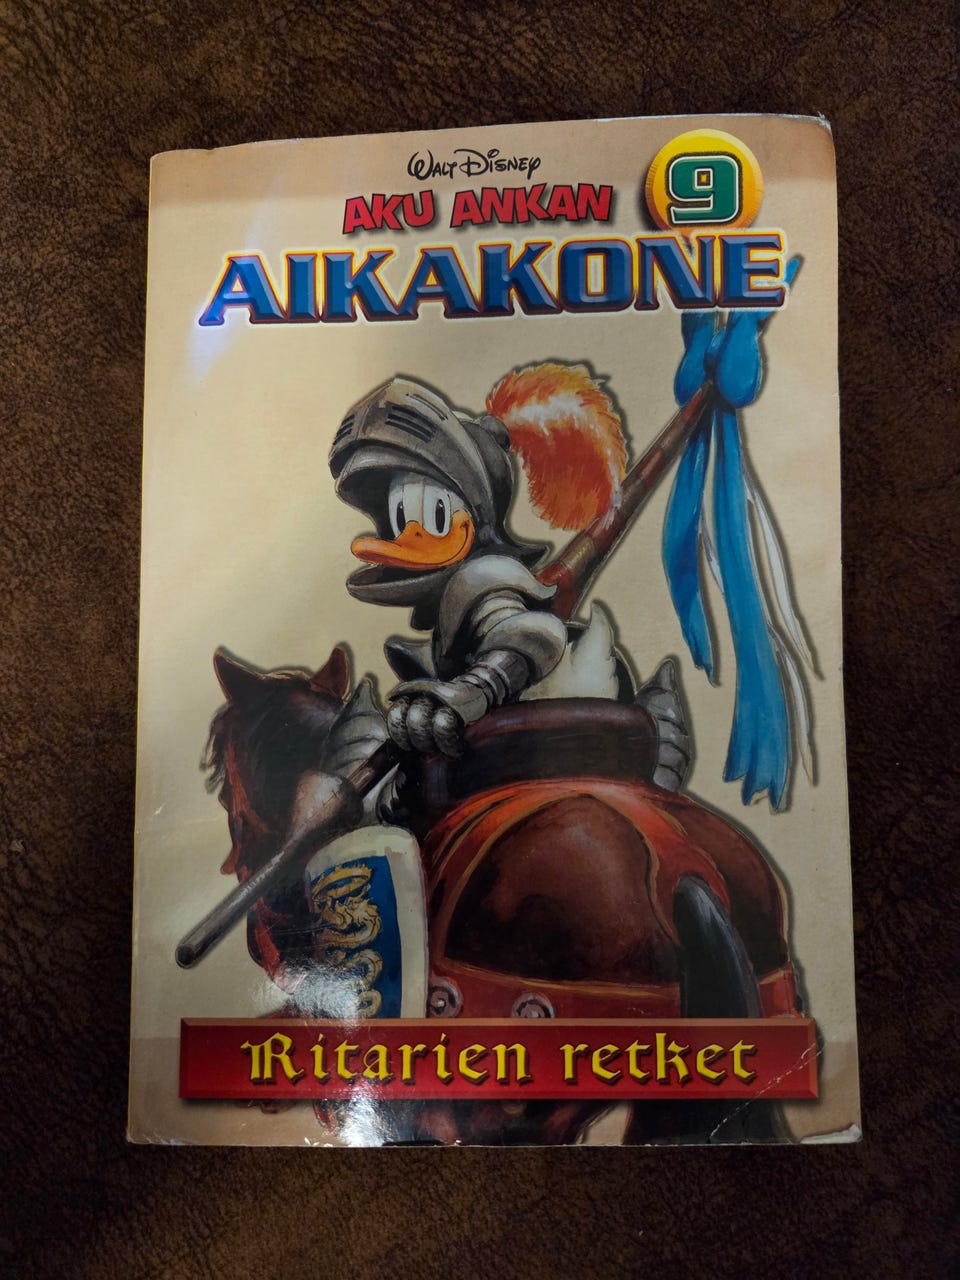 Walt Disney
AKU ANKAN
9
AIKAKONE
Ritarien retket